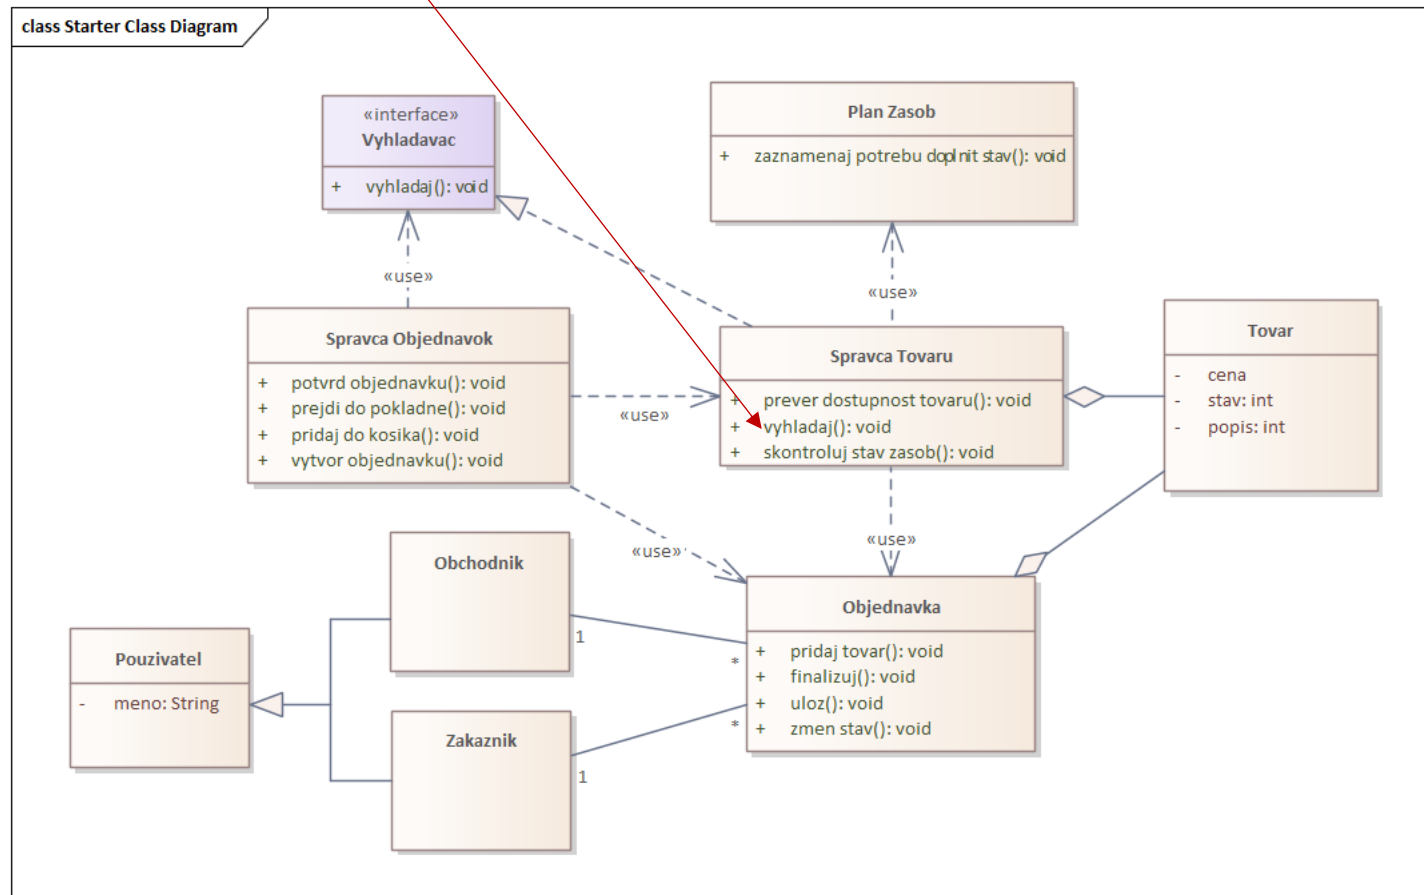 class Starter Class Diagram
«interface»
Vyhladavac
+ vyhladaj(): void
Plan Zasob
+ zaznamenaj potrebu doplnit stav(): void
«use»
«use»
Spravca Objednavok
+ potvrd objednavku(): void
+ prejdi do pokladne(): void
+ pridaj do kosika(): void
+ vytvor objednavku(): void
«use»
Spravca Tovaru
+ prever dostupnost tovaru(): void
+ vyhladaj(): void
+ skontroluj stav zasob(): void
Tovar
- cena
- stav: int
- popis: int
«use»
«use»
Obchodnik
1
*
Objednavka
+ pridaj tovar(): void
+ finalizuj(): void
+ uloz(): void
+ zmen stav(): void
Pouzivatel
- meno: String
Zakaznik
1
*